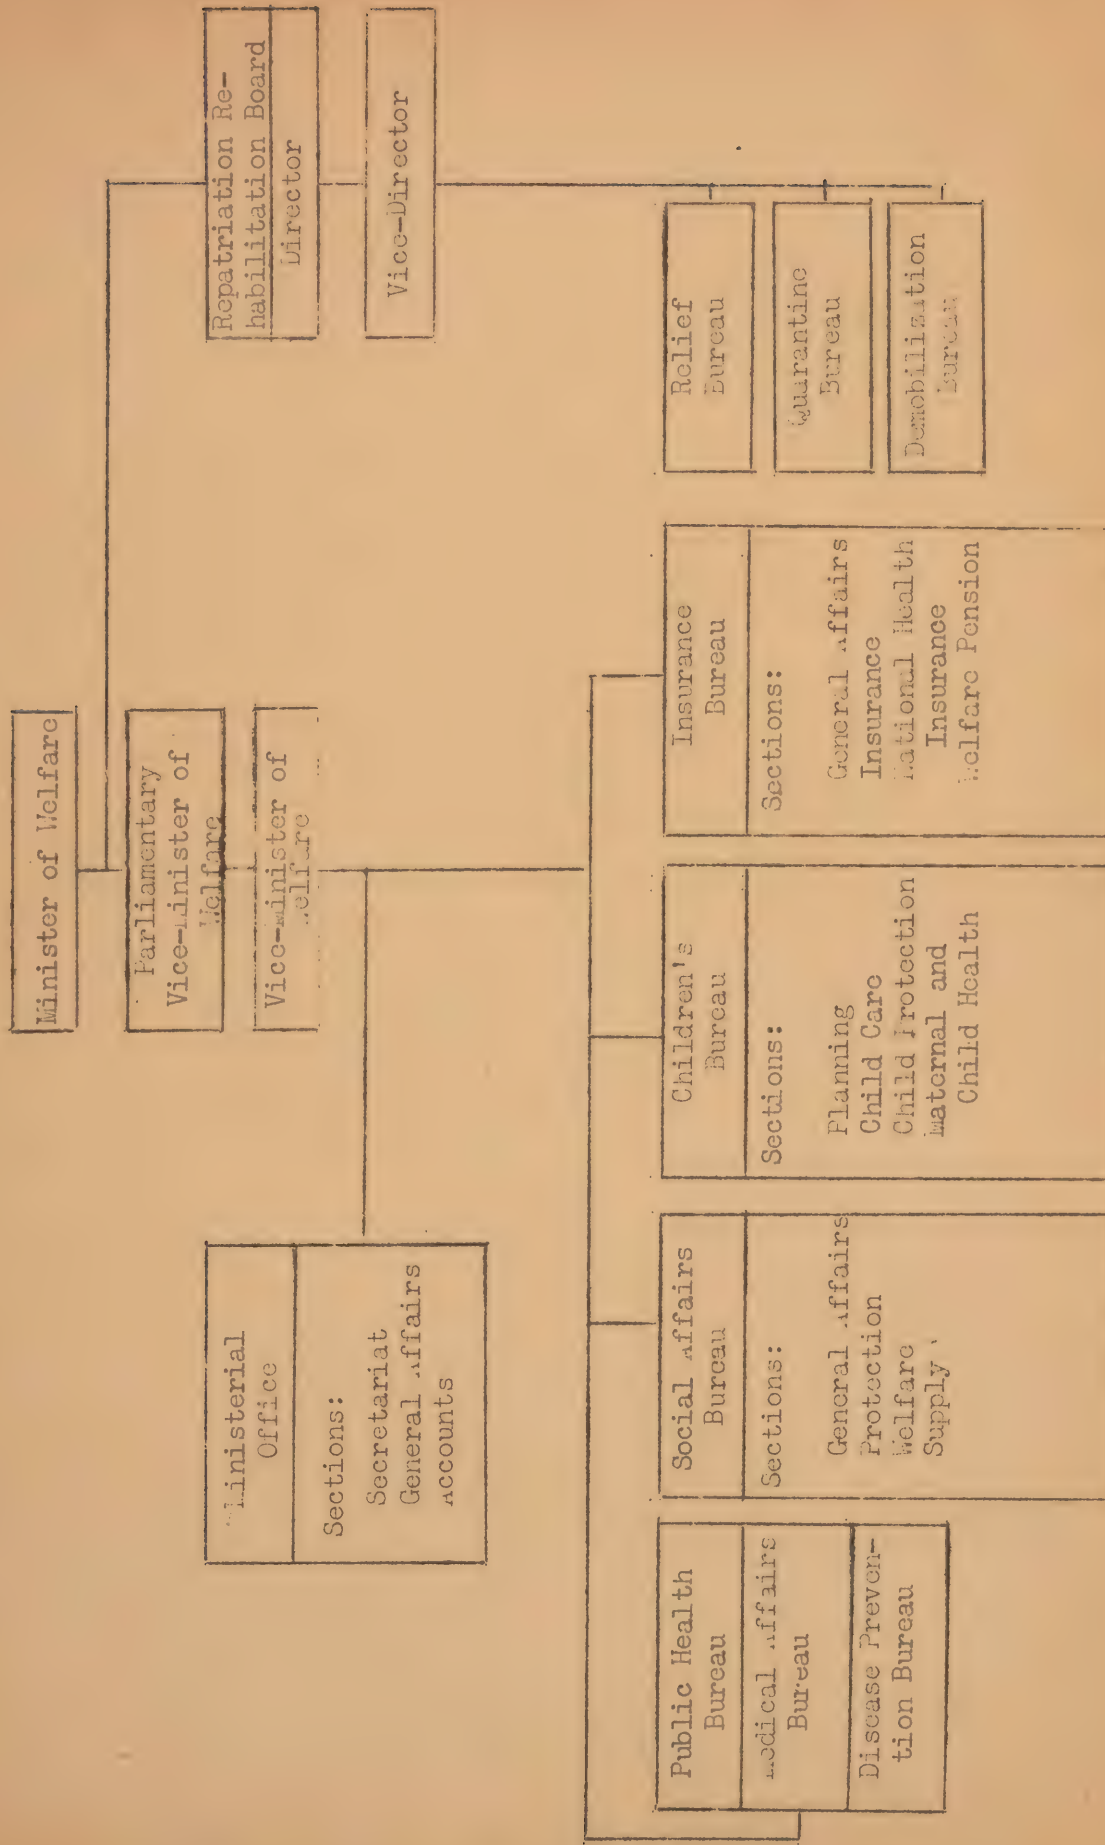 Minister of Welfare
Parliamentary
Vice-Minister of
Welfare
Vice-Minister of
Welfare
Repatriation Re-
habilitation Board
Director
Vice-Director
Ministerial
Office
Sections:
Secretariat
General Affairs
Accounts
Public Health
Bureau
Medical Affairs
Bureau
Disease Preven-
tion Bureau
Social Affairs
Bureau
Sections:
General Affairs
Protection
Welfare
Supply
Children's
Bureau
Sections:
Planning
Child Care
Child Protection
Maternal and
Child Health
Insurance
Bureau
Sections:
General Affairs
Insurance
National Health
Insurance
Welfare Pension
Relief
Bureau
Quarantine
Bureau
Demobilization
Bureau